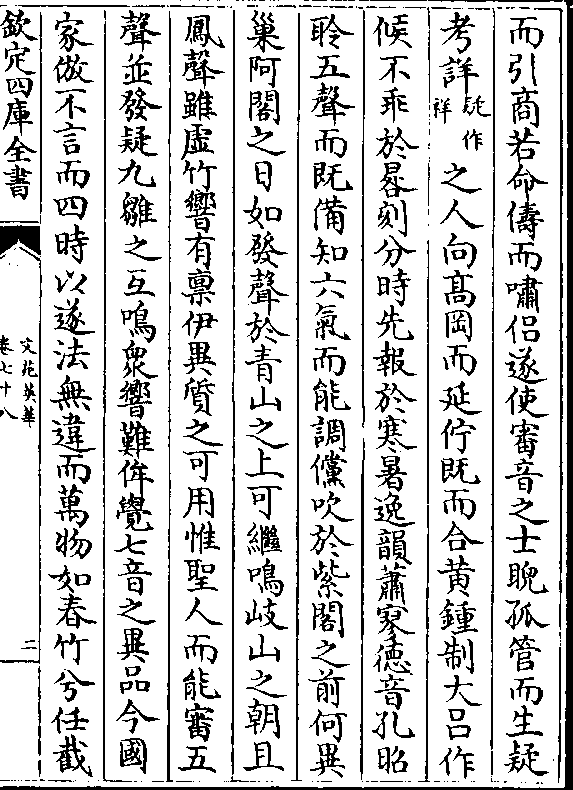 而引商若命儔而嘯侶遂使審音之士睨孤管而生疑
考詳疑作祥之人向髙岡而延佇既而合黄鍾制大吕作
候不乖於晷刻分時先報於寒暑逸韻蕭寥徳音孔昭
聆五聲而既備知六氣而能調儻吹於紫閣之前何異
巢阿閣之日如發聲於青山之上可繼鳴岐山之朝且
鳳聲雖虚竹響有禀伊異質之可用惟聖人而能審五
聲並發疑九雛之互鳴衆響難侔覺七音之異品今國
家倣不言而四時以遂法無違而萬物如春竹兮任截
欽定四庫全書
文苑英華
卷七十八
二